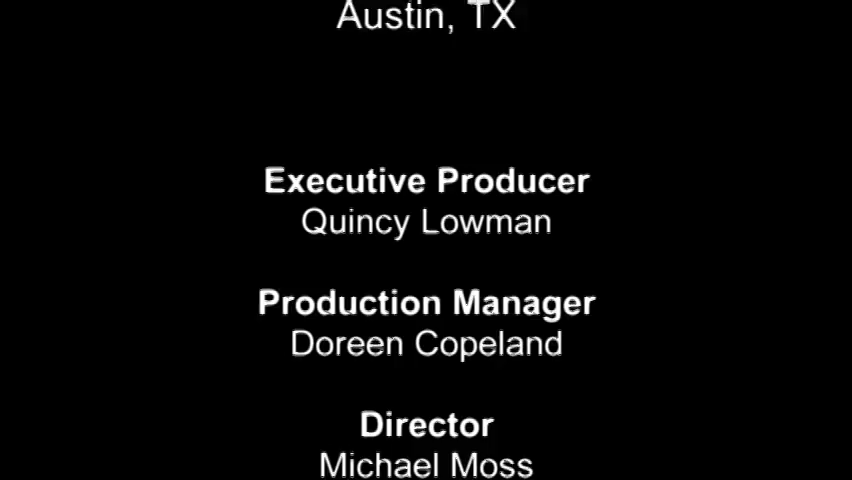 Austin, TX
Executive Producer
Quincy Lowman
Production Manager
Doreen Copeland
Director
Michael Moss